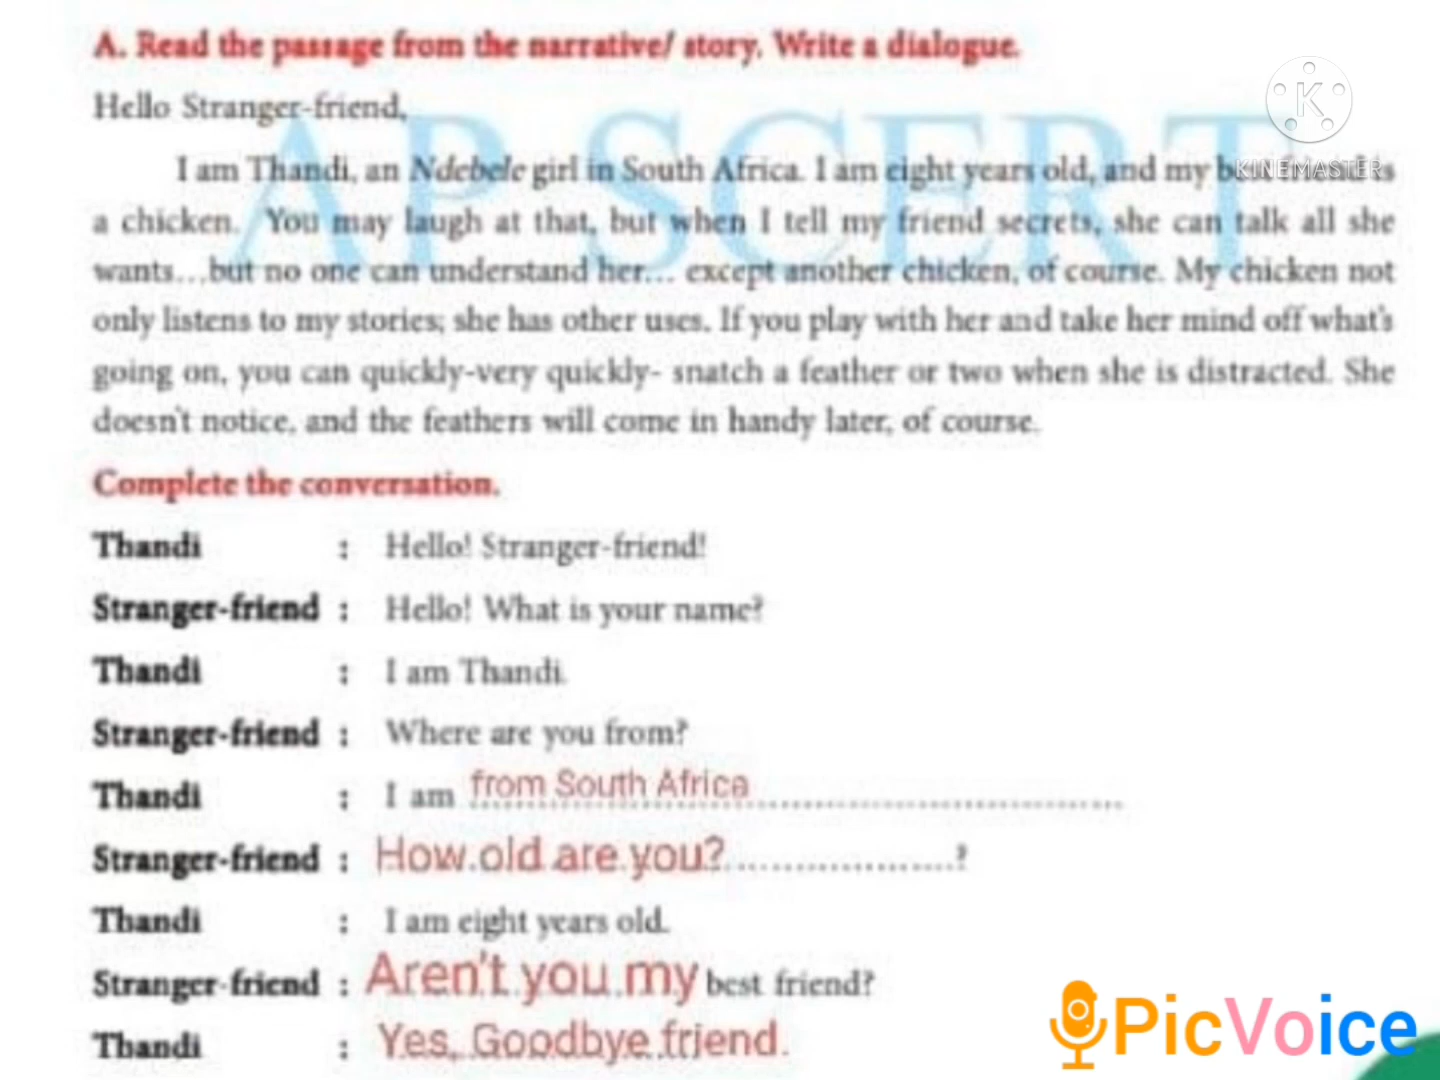 A. Read the passage from the narrative/ story. Write a dialogue.
Hello Stranger-friend,
I am Thandi, an Ndebele girl in South Africa. I am eight years old, and my best friend is
a chicken. You may laugh at that, but when I tell my friend secrets, she can talk all she
wants...but no one can understand her... except another chicken, of course. My chicken not
only listens to my stories; she has other uses. If you play with her and take her mind off what's
going on, you can quickly-very quickly- snatch a feather or two when she is distracted. She
doesn't notice, and the feathers will come in handy later, of course.
Complete the conversation.
Thandi : Hello! Stranger-friend!
Stranger-friend : Hello! What is your name?
Thandi : I am Thandi.
Stranger-friend : Where are you from?
Thandi : I am from South Africa
Stranger-friend : How old are you? ....................?
Thandi : I am eight years old.
Stranger-friend : Aren't you my best friend?
Thandi : Yes, Goodbye friend.
AP SCERT
K
KINEMASTER
PicVoice